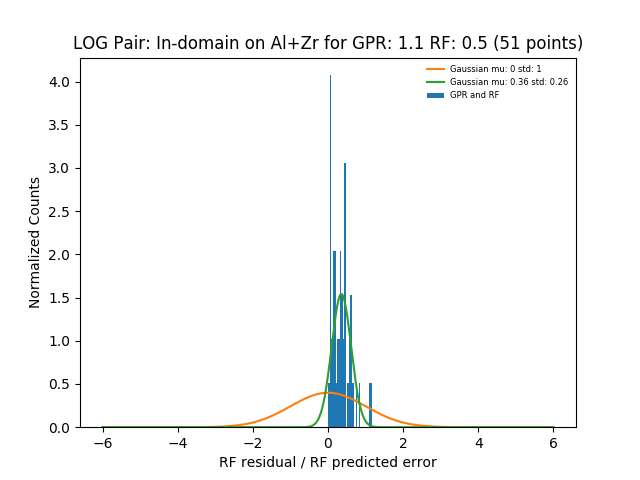 LOG Pair: In-domain on Al+Zr for GPR: 1.1 RF: 0.5 (51 points)
Gaussian mu: 0 std: 1
Gaussian mu: 0.36 std: 0.26
GPR and RF
Normalized Counts
4.0
3.5
3.0
2.5
2.0
1.5
1.0
0.5
0.0
−6 −4 −2 0 2 4 6
RF residual / RF predicted error